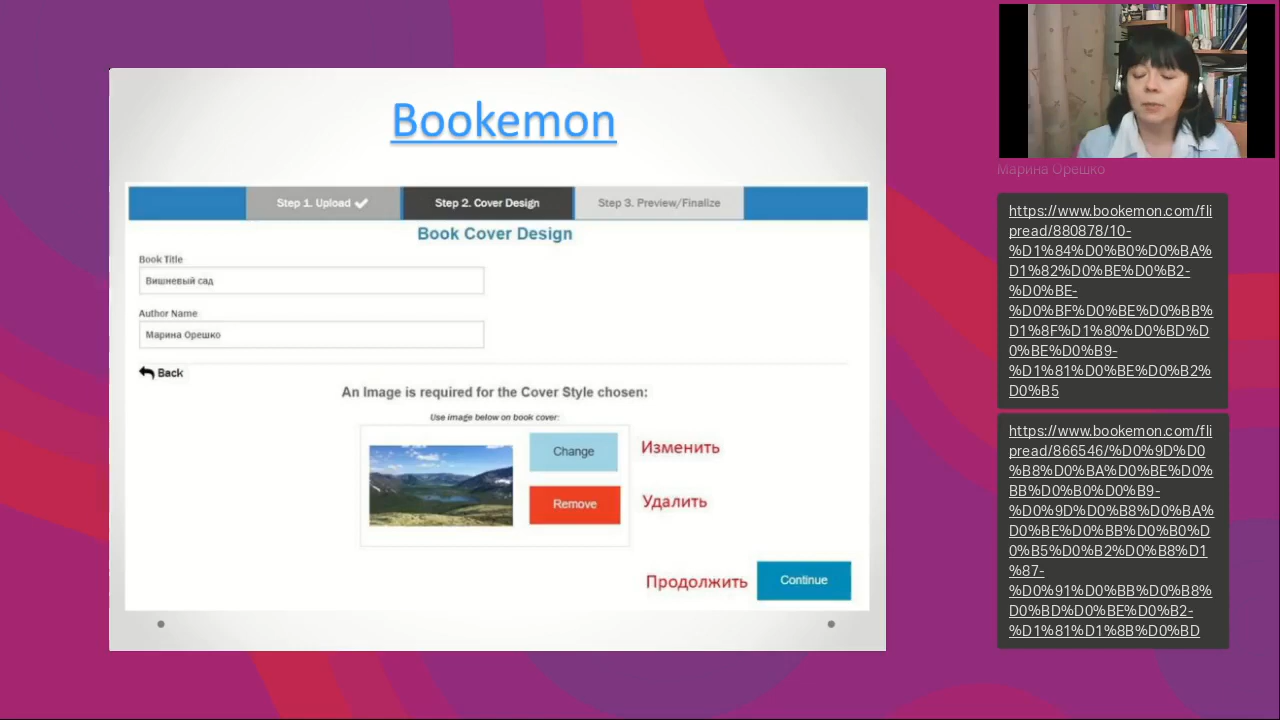 Bookemon
Step 1. Upload
Step 2. Cover Design
Step 3. Preview/Finalize
Book Cover Design
Book Title
Вишневый сад
Author Name
Марина Орешко
Back
An Image is required for the Cover Style chosen:
Use image below on book cover:
Change
Изменить
Remove
Удалить
Продолжить
Continue
Марина Орешко
https://www.bookemon.com/fli
pread/880878/10-
%D1%84%D0%B0%D0%BA%
D1%82%D0%BE%D0%B2-
%D0%BE-
%D0%BF%D0%BE%D0%BB%
D1%8F%D1%80%D0%BD%D
0%BE%D0%B9-
%D1%81%D0%BE%D0%B2%
D0%B5
https://www.bookemon.com/fli
pread/866546/%D0%9D%D0
%B8%D0%BA%D0%BE%D0%
BB%D0%B0%D0%B9-
%D0%9D%D0%B8%D0%BA%
D0%BE%D0%BB%D0%B0%D
0%B5%D0%B2%D0%B8%D1
%87-
%D0%91%D0%BB%D0%B8%
D0%BD%D0%BE%D0%B2-
%D1%81%D1%8B%D0%BD